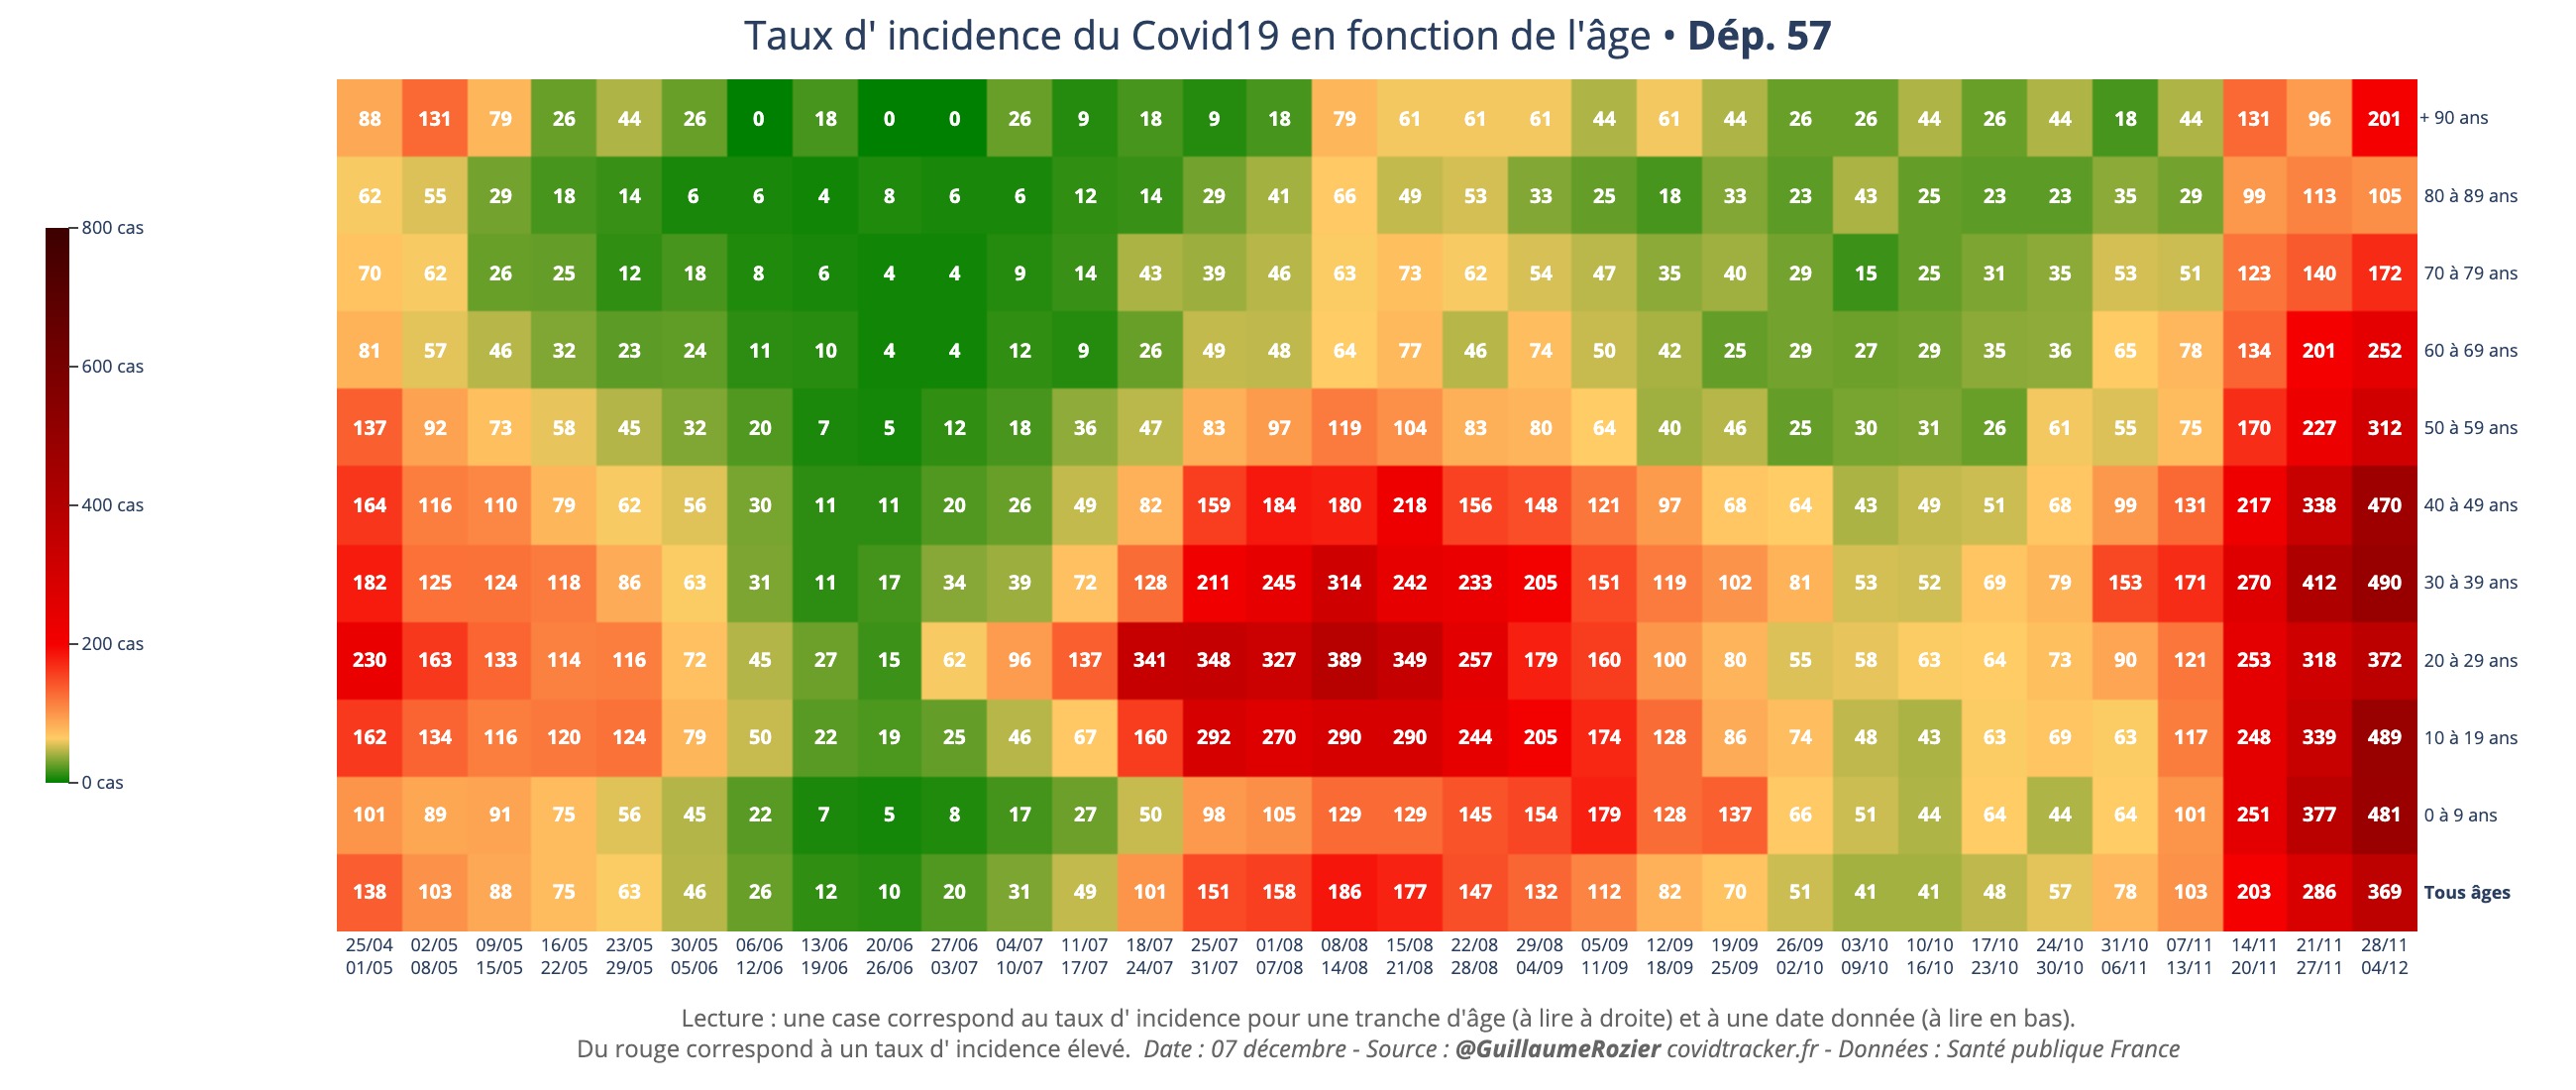 Taux d' incidence du Covid19 en fonction de l'âge • Dép. 57
88 131 79 26 44 26 0 18 0 0 26 9 18 9 18 79 61 61 61 44 61 44 26 26 44 26 44 18 44 131 96 201 + 90 ans
62 55 29 18 14 6 6 4 8 6 6 12 14 29 41 66 49 53 33 25 18 33 23 43 25 23 23 35 29 99 113 105 80 à 89 ans
800 cas
70 62 26 25 12 18 8 6 4 4 9 14 43 39 46 63 73 62 54 47 35 40 29 15 25 31 35 53 51 123 140 172 70 à 79 ans
81 57 46 32 23 24 11 10 4 4 12 9 26 49 48 64 77 46 74 50 42 25 29 27 29 35 36 65 78 134 201 252 60 à 69 ans
600 cas
137 92 73 58 45 32 20 7 5 12 18 36 47 83 97 119 104 83 80 64 40 46 25 30 31 26 61 55 75 170 227 312 50 à 59 ans
400 cas
164 116 110 79 62 56 30 11 11 20 26 49 82 159 184 180 218 156 148 121 97 68 64 43 49 51 68 99 131 217 338 470 40 à 49 ans
182 125 124 118 86 63 31 11 17 34 39 72 128 211 245 314 242 233 205 151 119 102 81 53 52 69 79 153 171 270 412 490 30 à 39 ans
200 cas
230 163 133 114 116 72 45 27 15 62 96 137 341 348 327 389 349 257 179 160 100 80 55 58 63 64 73 90 121 253 318 372 20 à 29 ans
162 134 116 120 124 79 50 22 19 25 46 67 160 292 270 290 290 244 205 174 128 86 74 48 43 63 69 63 117 248 339 489 10 à 19 ans
0 cas
101 89 91 75 56 45 22 7 5 8 17 27 50 98 105 129 129 145 154 179 128 137 66 51 44 64 44 64 101 251 377 481 0 à 9 ans
138 103 88 75 63 46 26 12 10 20 31 49 101 151 158 186 177 147 132 112 82 70 51 41 41 48 57 78 103 203 286 369 Tous âges
25/04 02/05 09/05 16/05 23/05 30/05 06/06 13/06 20/06 27/06 04/07 11/07 18/07 25/07 01/08 08/08 15/08 22/08 29/08 05/09 12/09 19/09 26/09 03/10 10/10 17/10 24/10 31/10 07/11 14/11 21/11 28/11
01/05 08/05 15/05 22/05 29/05 05/06 12/06 19/06 26/06 03/07 10/07 17/07 24/07 31/07 07/08 14/08 21/08 28/08 04/09 11/09 18/09 25/09 02/10 09/10 16/10 23/10 30/10 06/11 13/11 20/11 27/11 04/12
Lecture : une case correspond au taux d' incidence pour une tranche d'âge (à lire à droite) et à une date donnée (à lire en bas).
Du rouge correspond à un taux d' incidence élevé. Date : 07 décembre - Source : @GuillaumeRozier covidtracker.fr - Données : Santé publique France